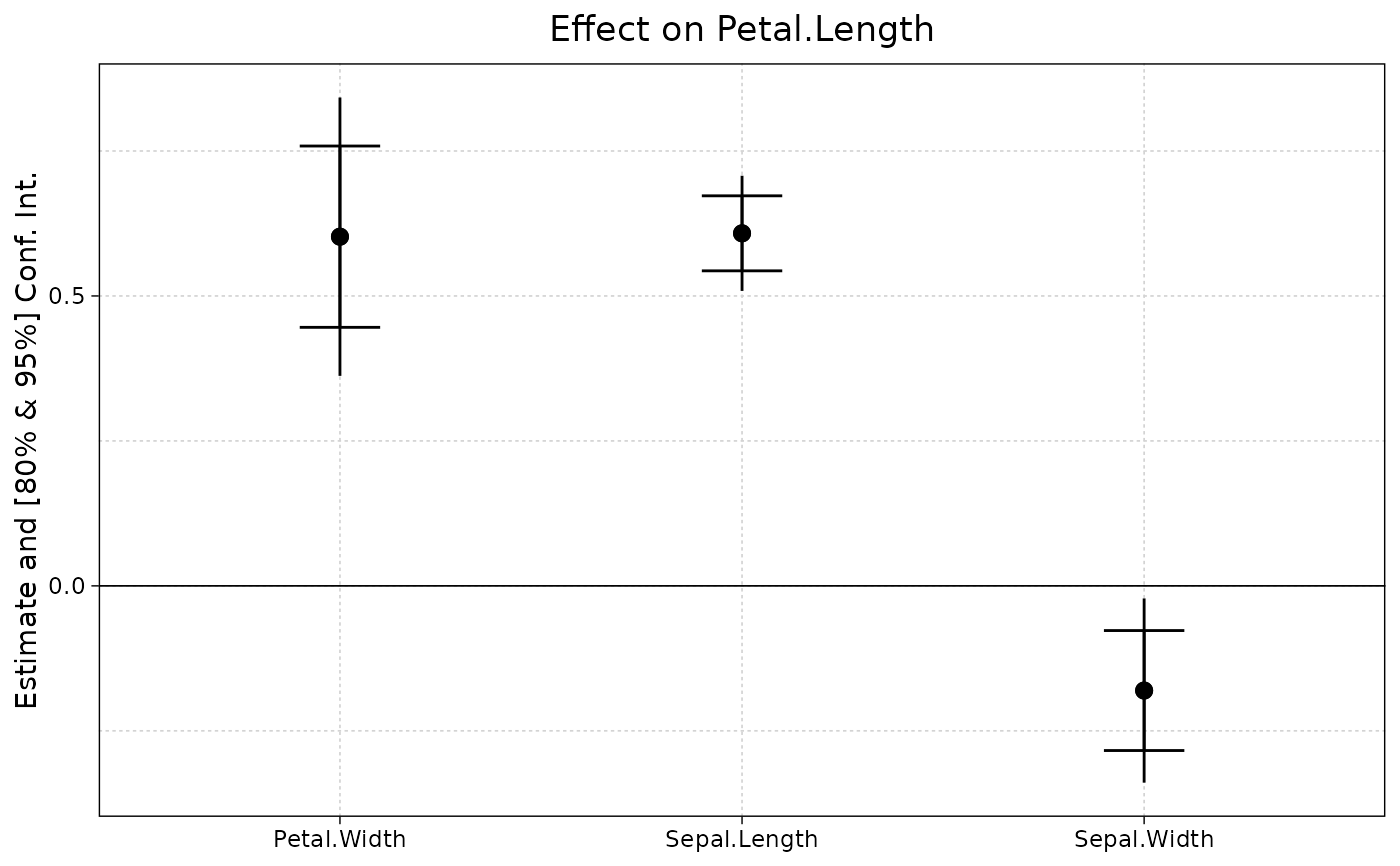 Effect on Petal.Length
Estimate and [80% & 95%] Conf. Int.
0.5
0.0
Petal.Width
Sepal.Length
Sepal.Width